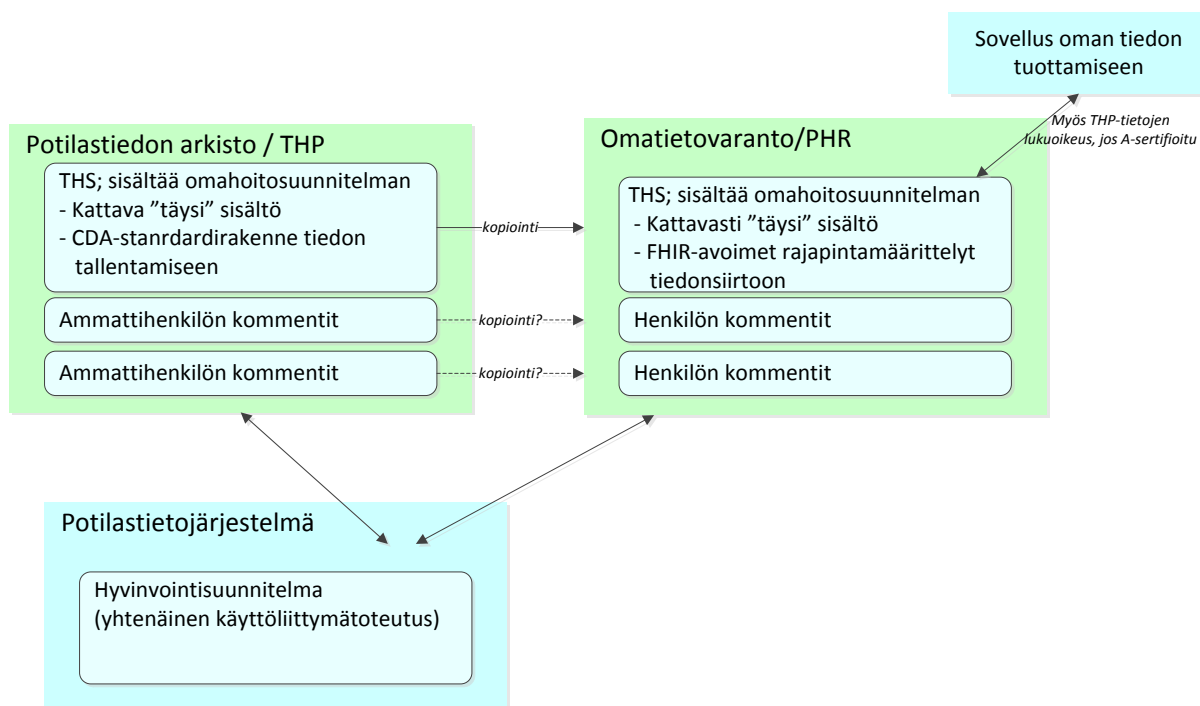 Sovellus oman tiedon
tuottamiseen
Myös THP-tietojen
lukuoikeus, jos A-sertifioitu
Potilastiedon arkisto / THP
THS; sisältää omahoitosuunnitelman
- Kattava ”täysi” sisältö
- CDA-stanrdardirakenne tiedon
tallentamiseen
Ammattihenkilön kommentit
Ammattihenkilön kommentit
kopiointi
kopiointi?
kopiointi?
Omatietovaranto/PHR
THS; sisältää omahoitosuunnitelman
- Kattavasti ”täysi” sisältö
- FHIR-avoimet rajapintamäärittelyt
tiedonsiirtoon
Henkilön kommentit
Henkilön kommentit
Potilastietojärjestelmä
Hyvinvointisuunnitelma
(yhtenäinen käyttöliittymätoteutus)